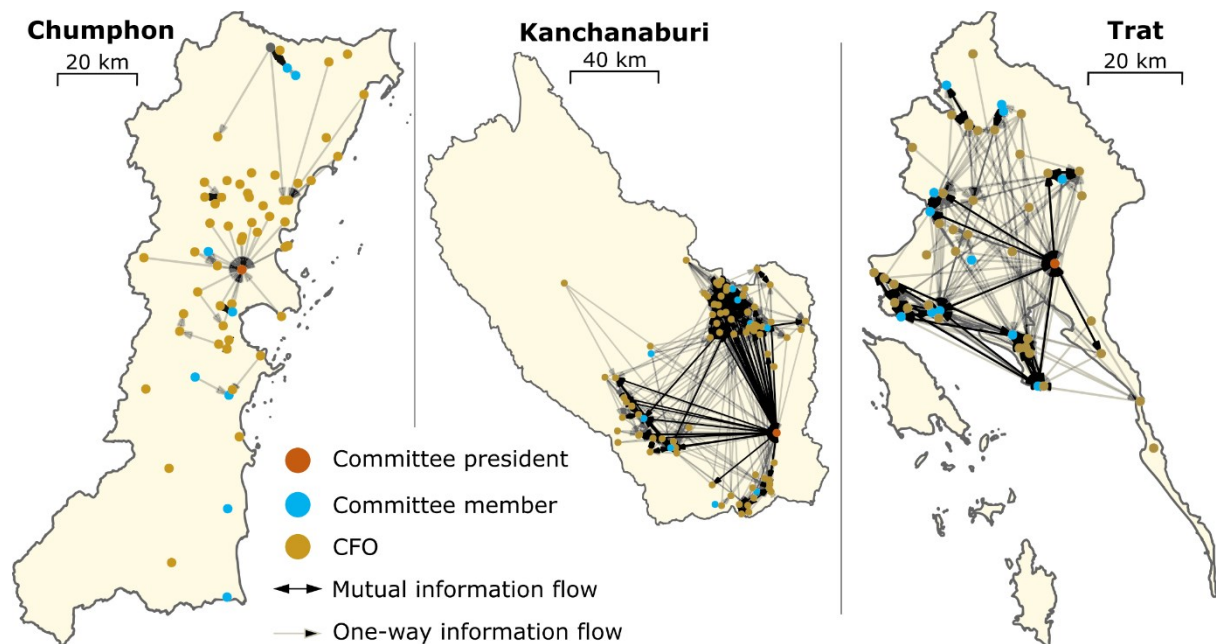 Chumphon
20 km
Kanchanaburi
40 km
Trat
20 km
Committee president
Committee member
CFO
Mutual information flow
One-way information flow